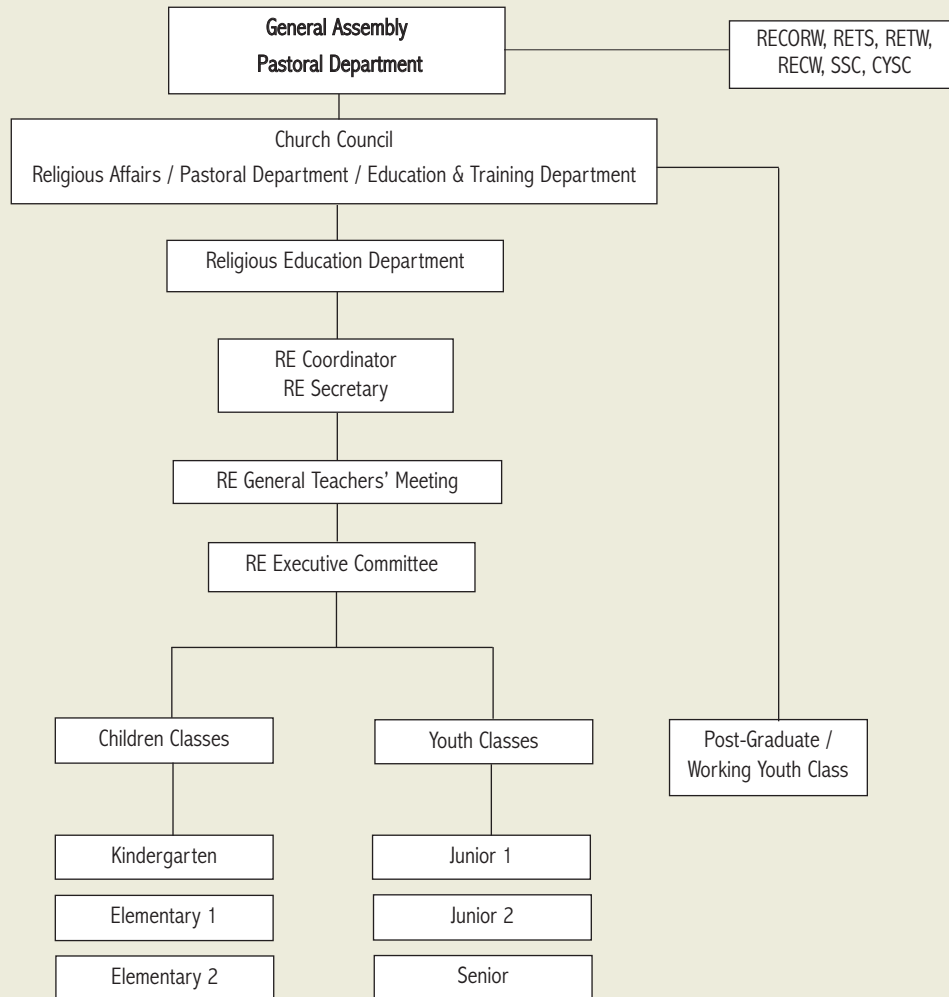 General Assembly
Pastoral Department
RECORW, RETS, RETW,
RECW, SSC, CYSC
Church Council
Religious Affairs / Pastoral Department / Education & Training Department
Religious Education Department
RE Coordinator
RE Secretary
RE General Teachers’ Meeting
RE Executive Committee
Children Classes
Youth Classes
Post-Graduate /
Working Youth Class
Kindergarten
Junior 1
Elementary 1
Junior 2
Elementary 2
Senior